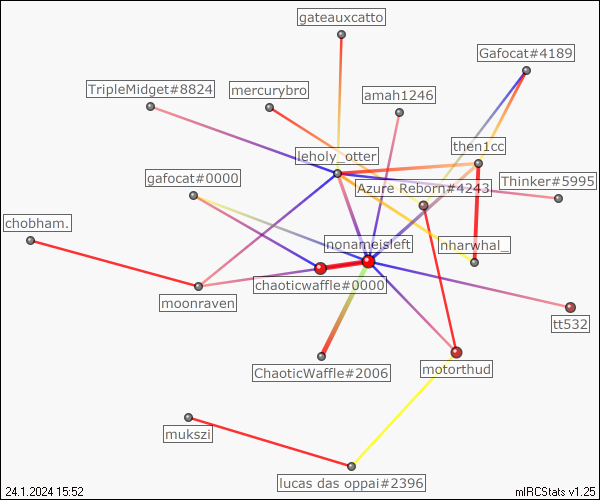 gateauxcatto
Gafocat#4189
TripleMidget#8824
mercurybro
amah1246
then1cc
leholy_otter
gafocat#0000
Azure Reborn#4243
Thinker#5995
chobham.
nonameisleft
nharwhal_
chaoticwaffle#0000
moonraven
tt532
ChaoticWaffle#2006
motorthud
mukszi
lucas das oppai#2396
24.1.2024 15:52
mIRCStats v1.25